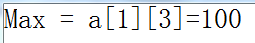 Max = a[1][3]=100